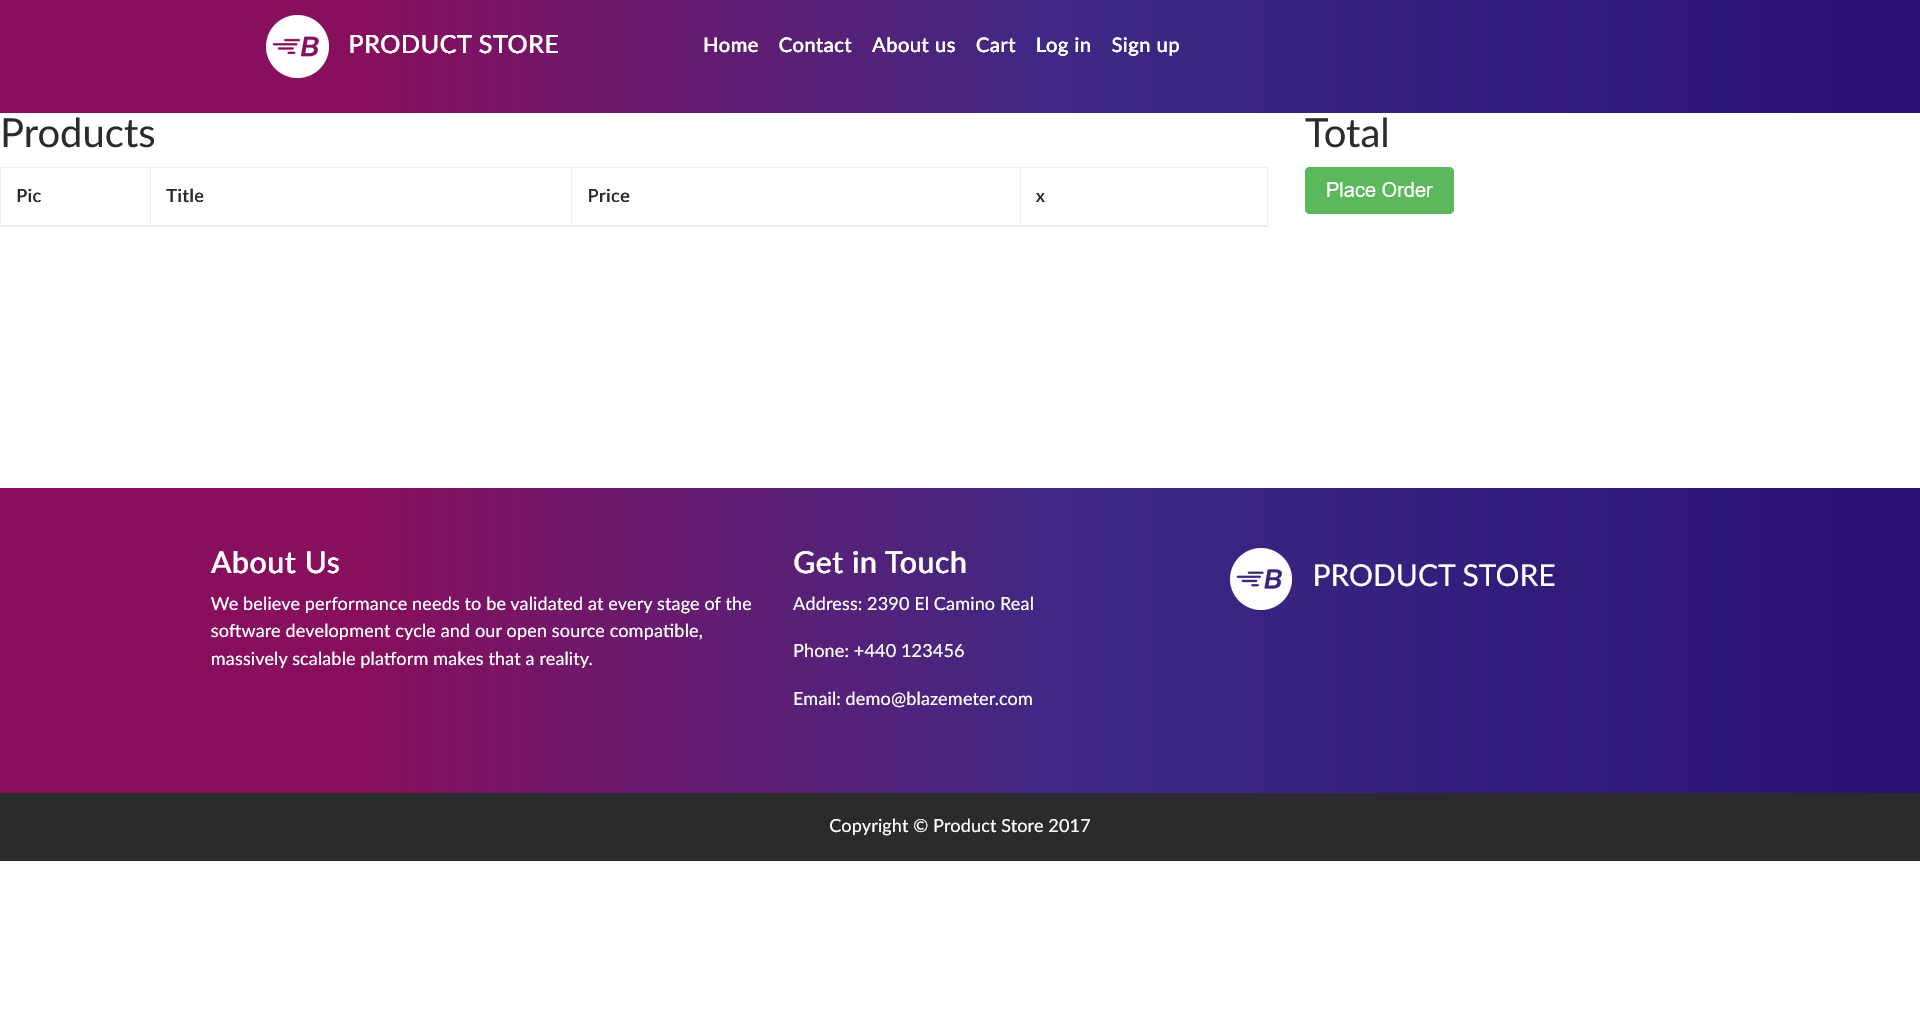 B PRODUCT STORE
Home Contact About us Cart Log in Sign up
Products
Total
Pic Title Price x
Place Order
About Us
We believe performance needs to be validated at every stage of the
software development cycle and our open source compatible,
massively scalable platform makes that a reality.
Get in Touch
Address: 2390 El Camino Real
Phone: +440 123456
Email: demo@blazemeter.com
B PRODUCT STORE
Copyright © Product Store 2017